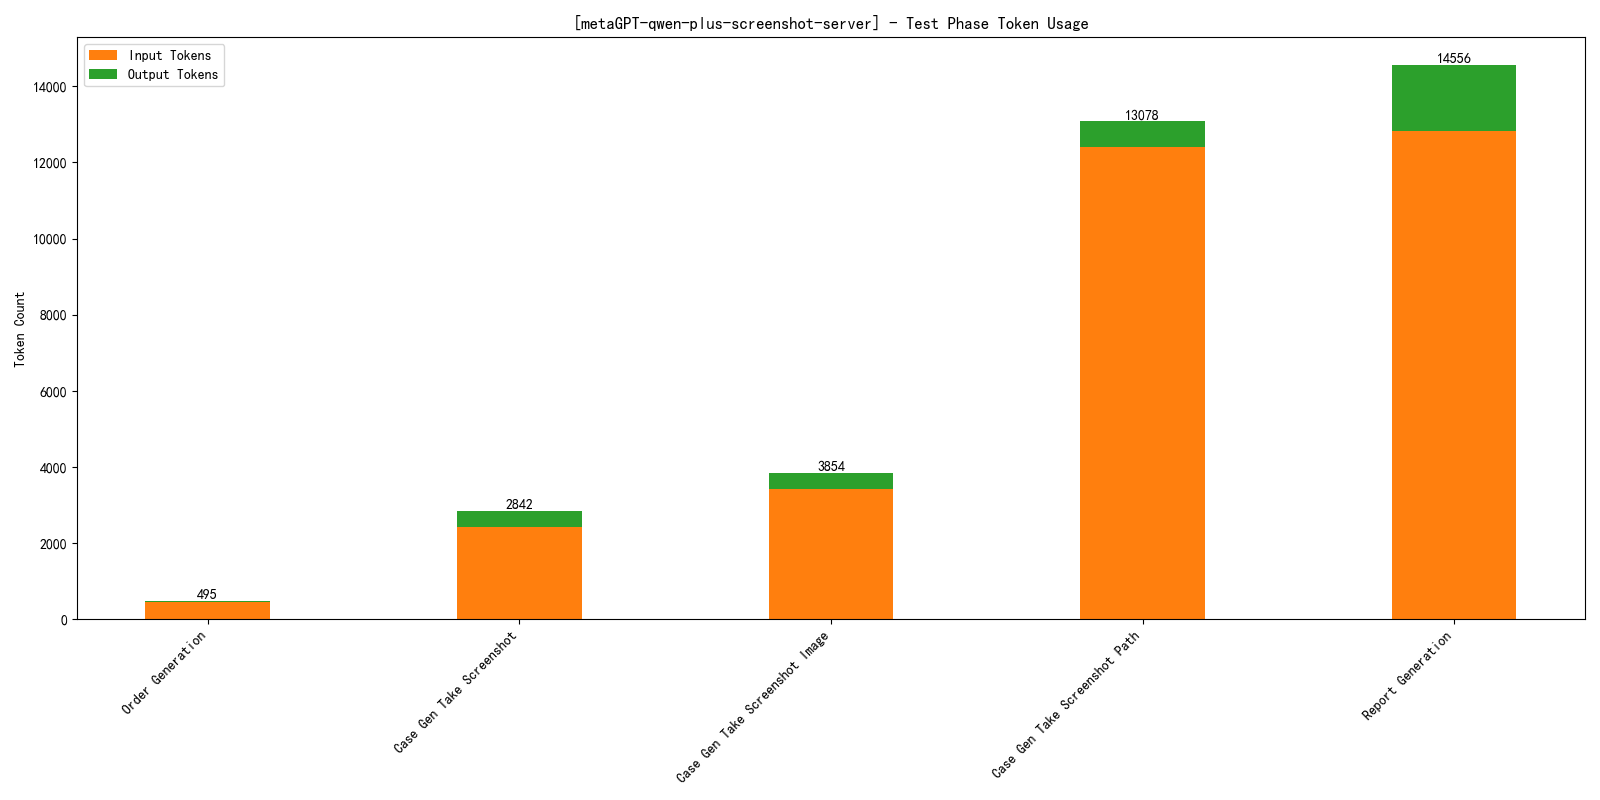 [metaGPT-qwen-plus-screenshot-server] - Test Phase Token Usage
Input Tokens
Output Tokens
Token Count
14000
12000
10000
8000
6000
4000
2000
0
495
2842
3854
13078
14556
Order Generation
Case Gen Take Screenshot
Case Gen Take Screenshot Image
Case Gen Take Screenshot Path
Report Generation